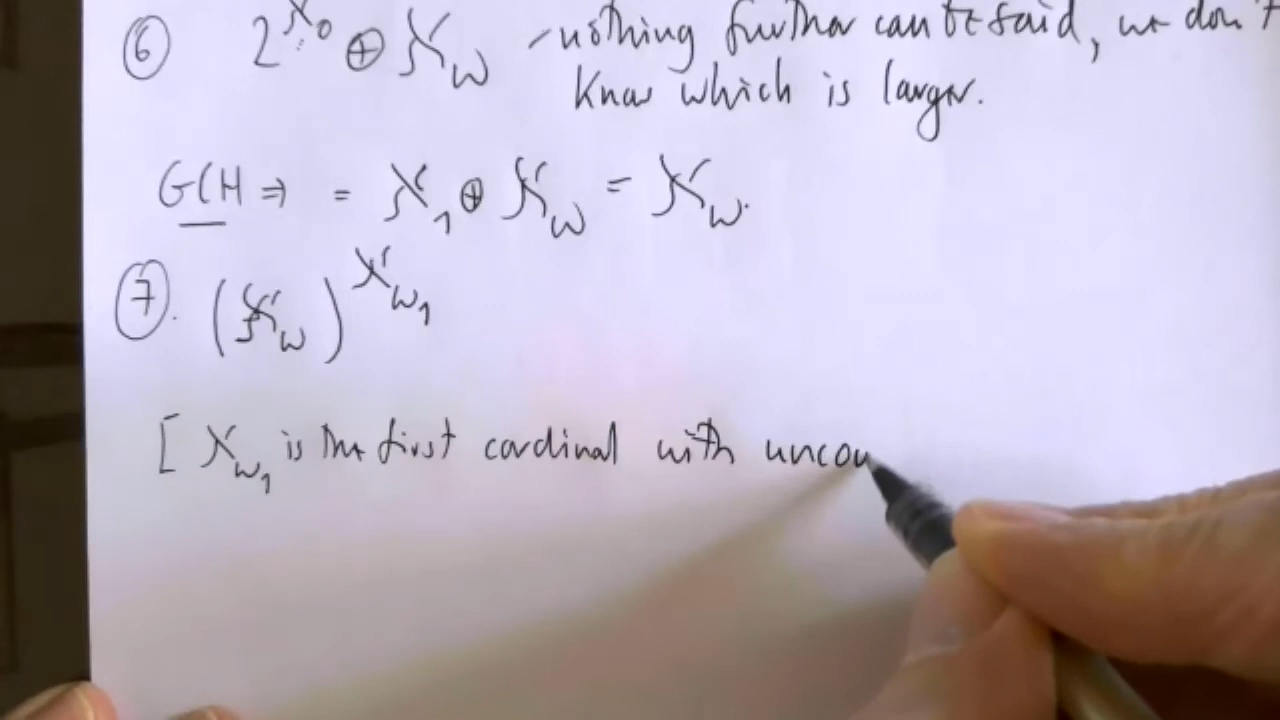 ⑥ 2^ℵ₀ ⊕ ℵ_ω - nothing further can be said, we don't
know which is larger.
GCH ⇒ = ℵ₁ ⊕ ℵ_ω = ℵ_ω.
⑦. (ℵ_ω)^ℵ_ω₁
[ ℵ_ω₁ is the first cardinal with uncou